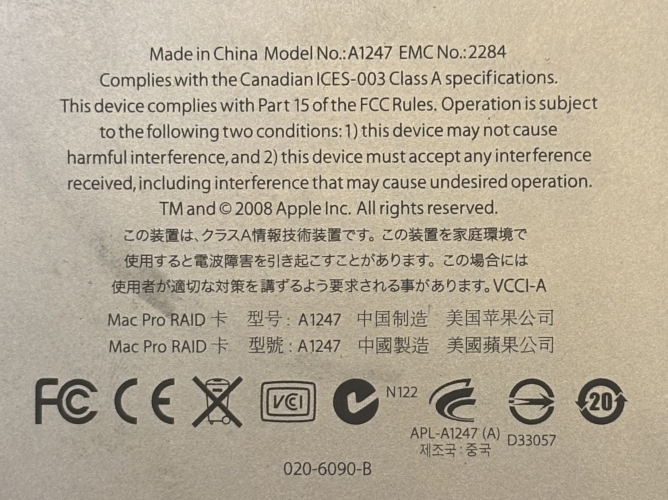 Made in China Model No.:A1247 EMC No.:2284
Complies with the Canadian ICES-003 Class A specifications.
This device complies with Part 15 of the FCC Rules. Operation is subject
to the following two conditions: 1) this device may not cause
harmful interference, and 2) this device must accept any interference
received, including interference that may cause undesired operation.
TM and © 2008 Apple Inc. All rights reserved.
この装置は、クラスA情報技術装置です。この装置を家庭環境で
使用すると電波障害を引き起こすことがあります。この場合には
使用者が適切な対策を講ずるよう要求される事があります。VCCI-A
Mac Pro RAID 卡 型号: A1247 中国制造 美国苹果公司
Mac Pro RAID 卡 型號: A1247 中國製造 美國蘋果公司
FC CE VCI N122 20
APL-A1247 (A) D33057
제조국: 중국
020-6090-B